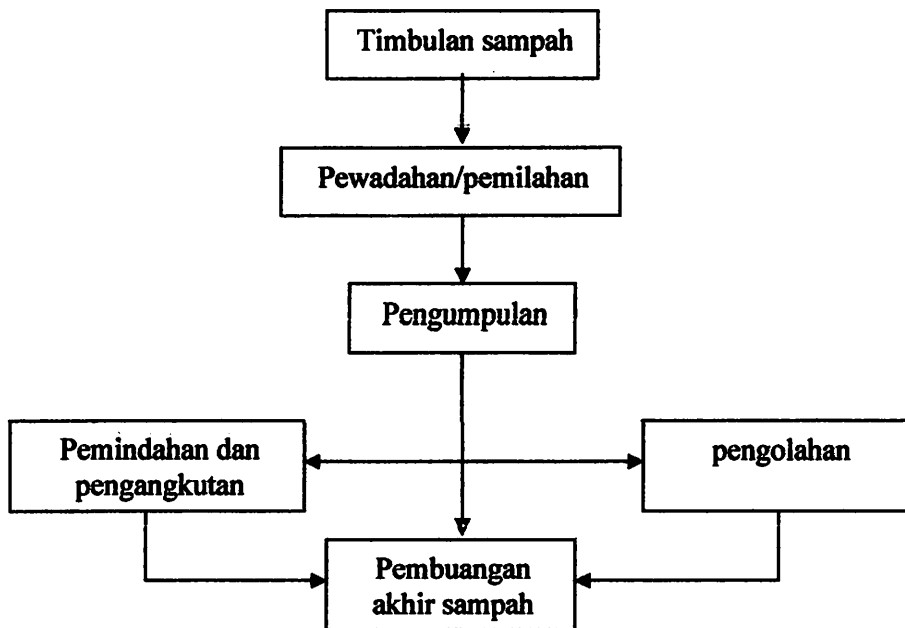 Timbulan sampah
Pewadahan/pemilahan
Pengumpulan
Pemindahan dan
pengangkutan
pengolahan
Pembuangan
akhir sampah